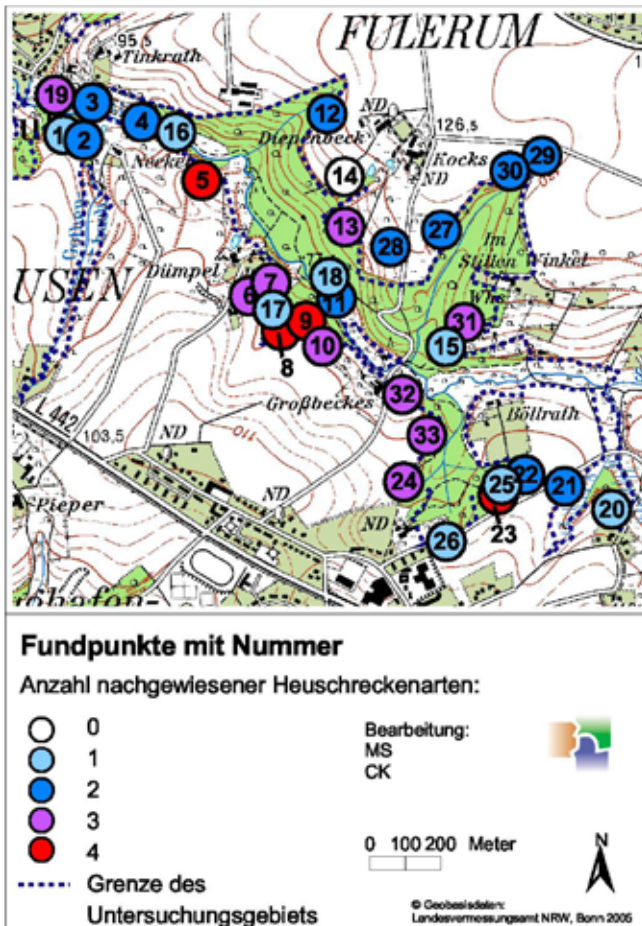 FULERUM
95,5
Tinkrath
19
3
4
16
12
ND
126,5
1
2
Diepenbeck
Kocks
29
30
5
14
ND
13
27
28
Im
Stillen Winkel
USEN
Dümpel
7
6
18
11
17
9
10
8
31
15
Großbeckes
32
Böllrath
L 442
103,5
ND
110
33
24
22
25
21
23
20
Pieper
ND
ND
26
Fundpunkte mit Nummer
Anzahl nachgewiesener Heuschreckenarten:
0
1
2
3
4
Bearbeitung:
MS
CK
0 100 200 Meter
N
Grenze des
Untersuchungsgebiets
© Geobasisdaten:
Landesvermessungsamt NRW, Bonn 2005